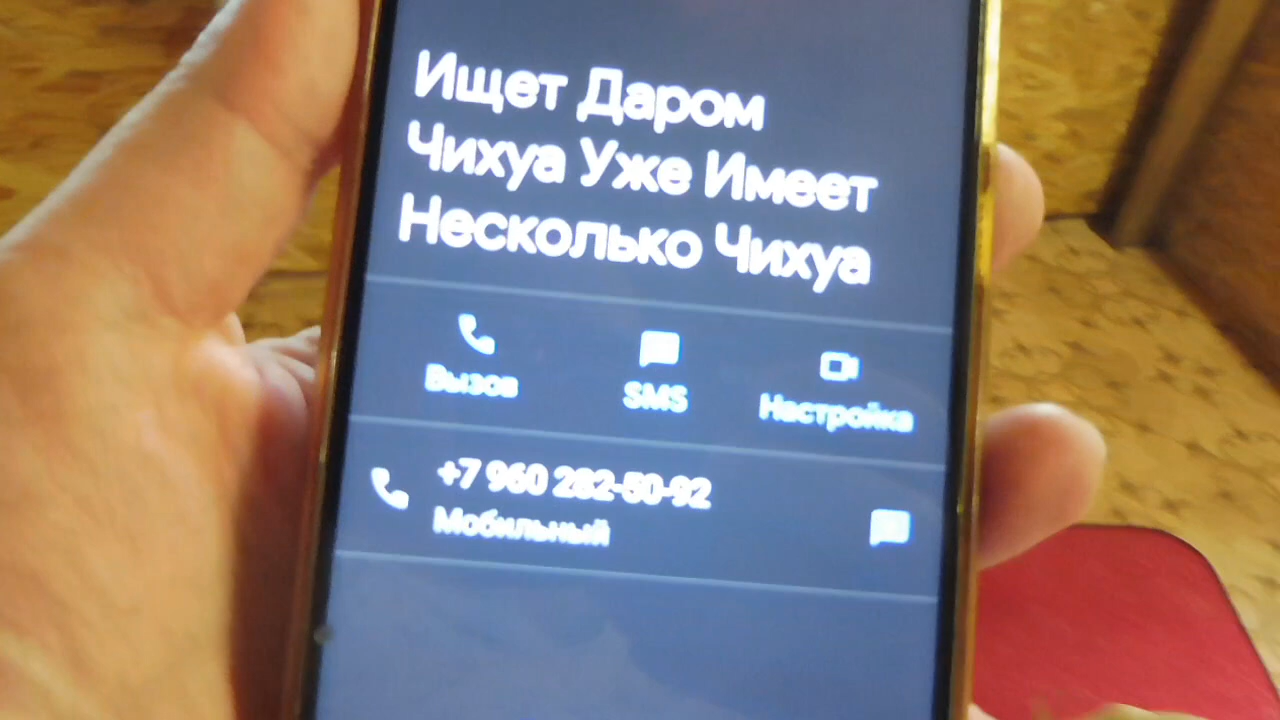 Ищет Даром
Чихуа Уже Имеет
Несколько Чихуа
Вызов SMS Настройка
+7 960 282-50-92
Мобильный